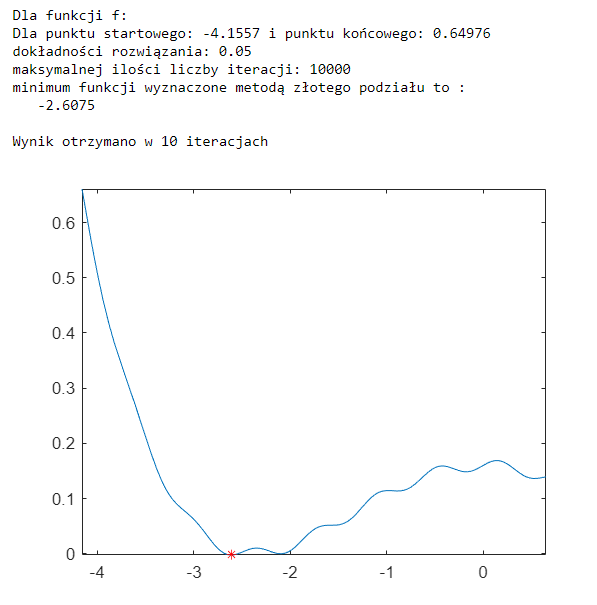 Dla funkcji f:
Dla punktu startowego: -4.1557 i punktu końcowego: 0.64976
dokładności rozwiązania: 0.05
maksymalnej ilości liczby iteracji: 10000
minimum funkcji wyznaczone metodą złotego podziału to :
-2.6075
Wynik otrzymano w 10 iteracjach
0.6
0.5
0.4
0.3
0.2
0.1
0
-4 -3 -2 -1 0